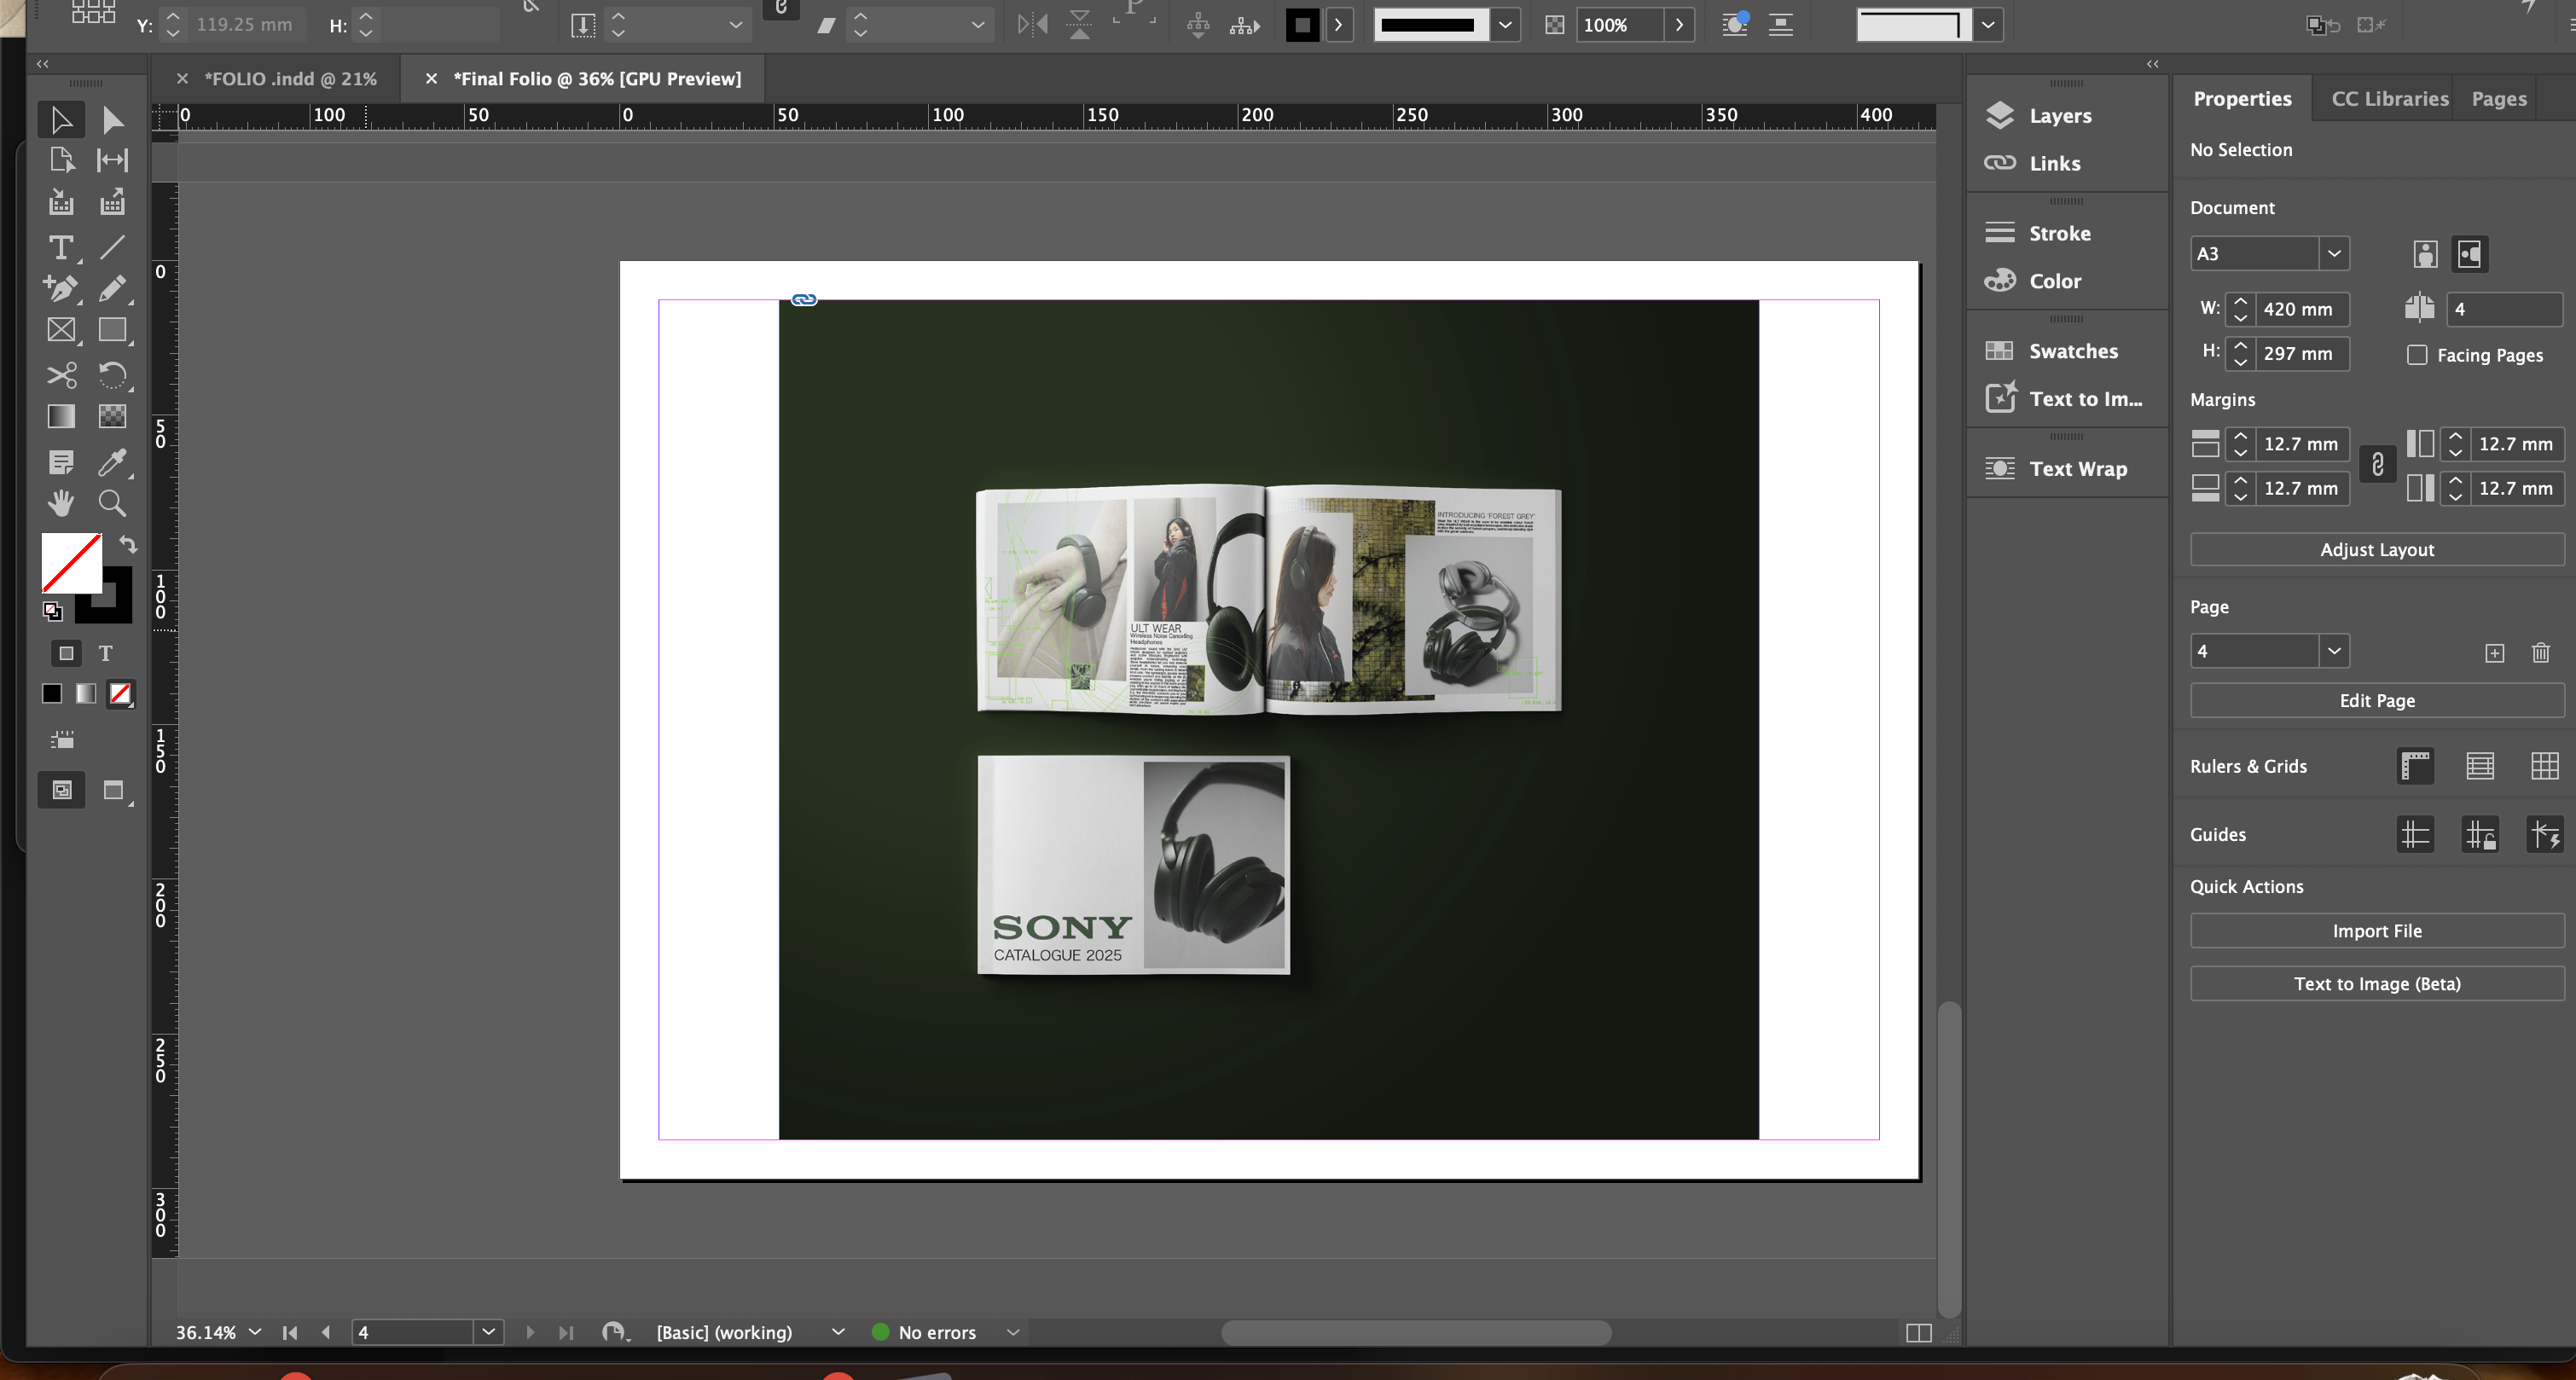 Y: 119.25 mm H: 100%
*FOLIO .indd @ 21% *Final Folio @ 36% [GPU Preview]
0 100 50 0 50 100 150 200 250 300 350 400
0
50
100
150
200
250
300
T
T
INTRODUCING 'FOREST GREY'
ULT WEAR
Wireless Noise Cancelling
Headphones
SONY
CATALOGUE 2025
36.14% 4 [Basic] (working) No errors
Layers
Links
Stroke
Color
Swatches
Text to Im...
Text Wrap
Properties CC Libraries Pages
No Selection
Document
A3
W: 420 mm 4
H: 297 mm Facing Pages
Margins
12.7 mm 12.7 mm
12.7 mm 12.7 mm
Adjust Layout
Page
4
Edit Page
Rulers & Grids
Guides
Quick Actions
Import File
Text to Image (Beta)